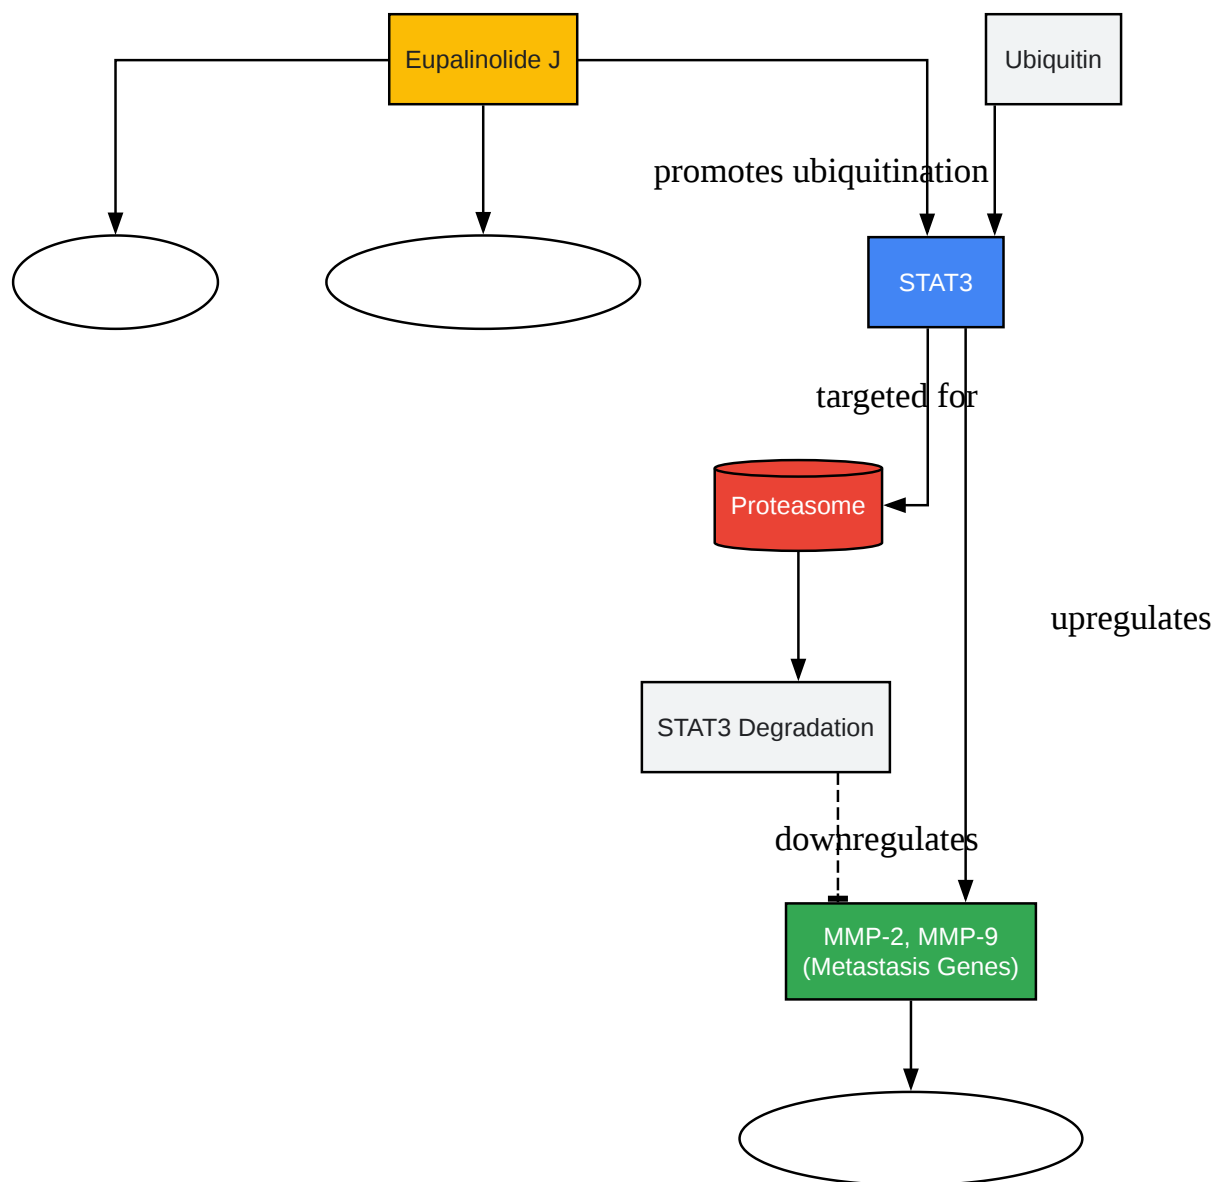 Eupalinolide J
Ubiquitin
promotes ubiquitination
STAT3
targeted for
Proteasome
upregulates
STAT3 Degradation
downregulates
MMP-2, MMP-9
(Metastasis Genes)